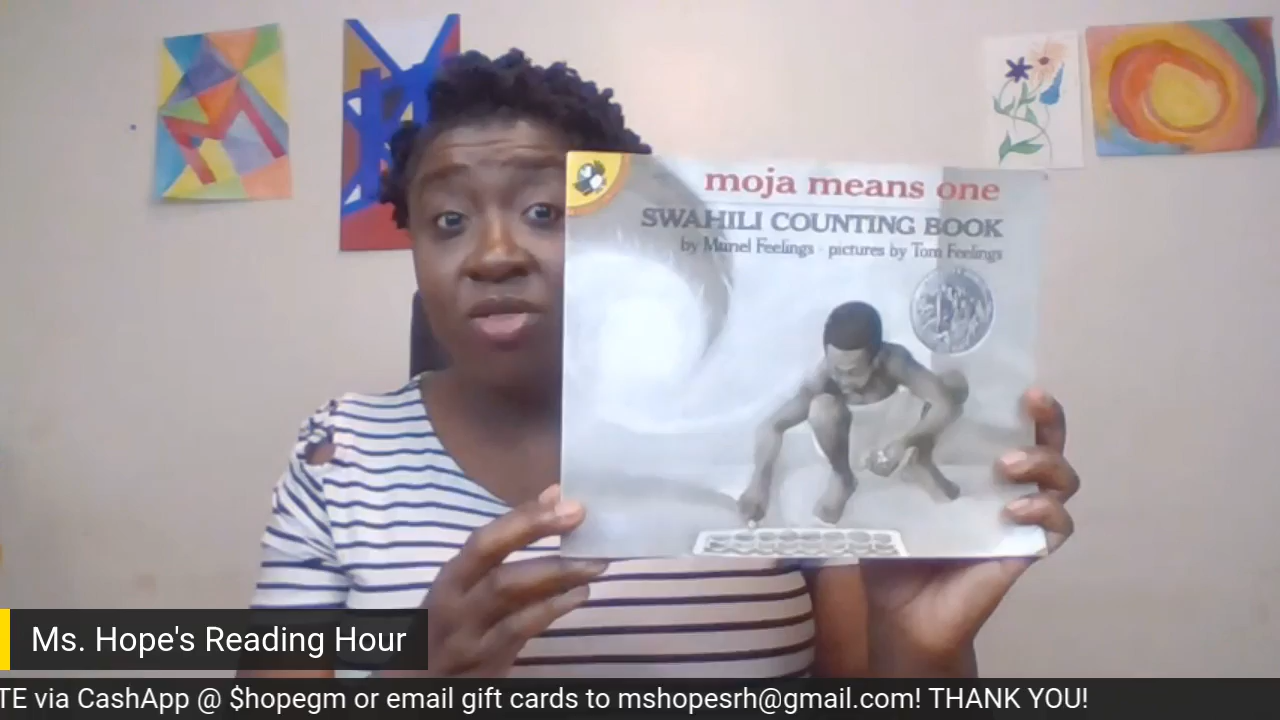 moja means one
SWAHILI COUNTING BOOK
by Muriel Feelings · pictures by Tom Feelings
Ms. Hope's Reading Hour
TE via CashApp @ $hopegm or email gift cards to mshopesrh@gmail.com! THANK YOU!